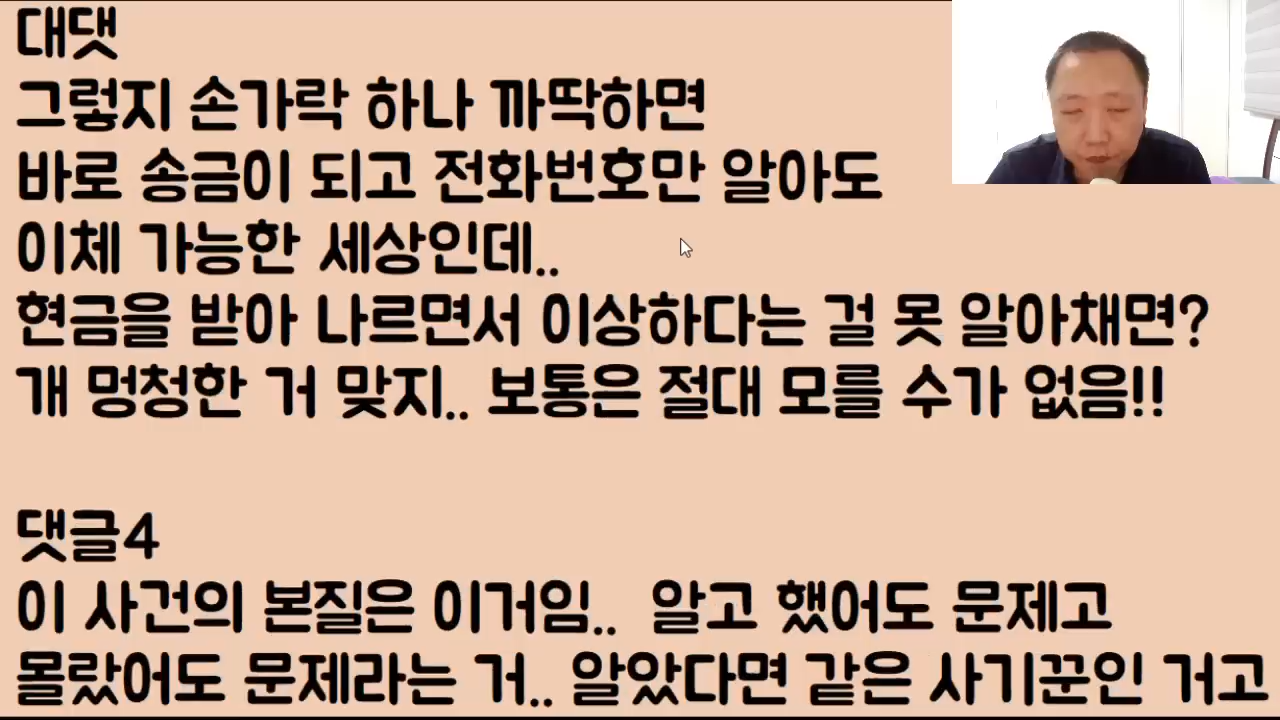 대댓
그렇지 손가락 하나 까딱하면
바로 송금이 되고 전화번호만 알아도
이체 가능한 세상인데..
현금을 받아 나르면서 이상하다는 걸 못 알아채면?
개 멍청한 거 맞지.. 보통은 절대 모를 수가 없음!!
댓글4
이 사건의 본질은 이거임.. 알고 했어도 문제고
몰랐어도 문제라는 거.. 알았다면 같은 사기꾼인 거고